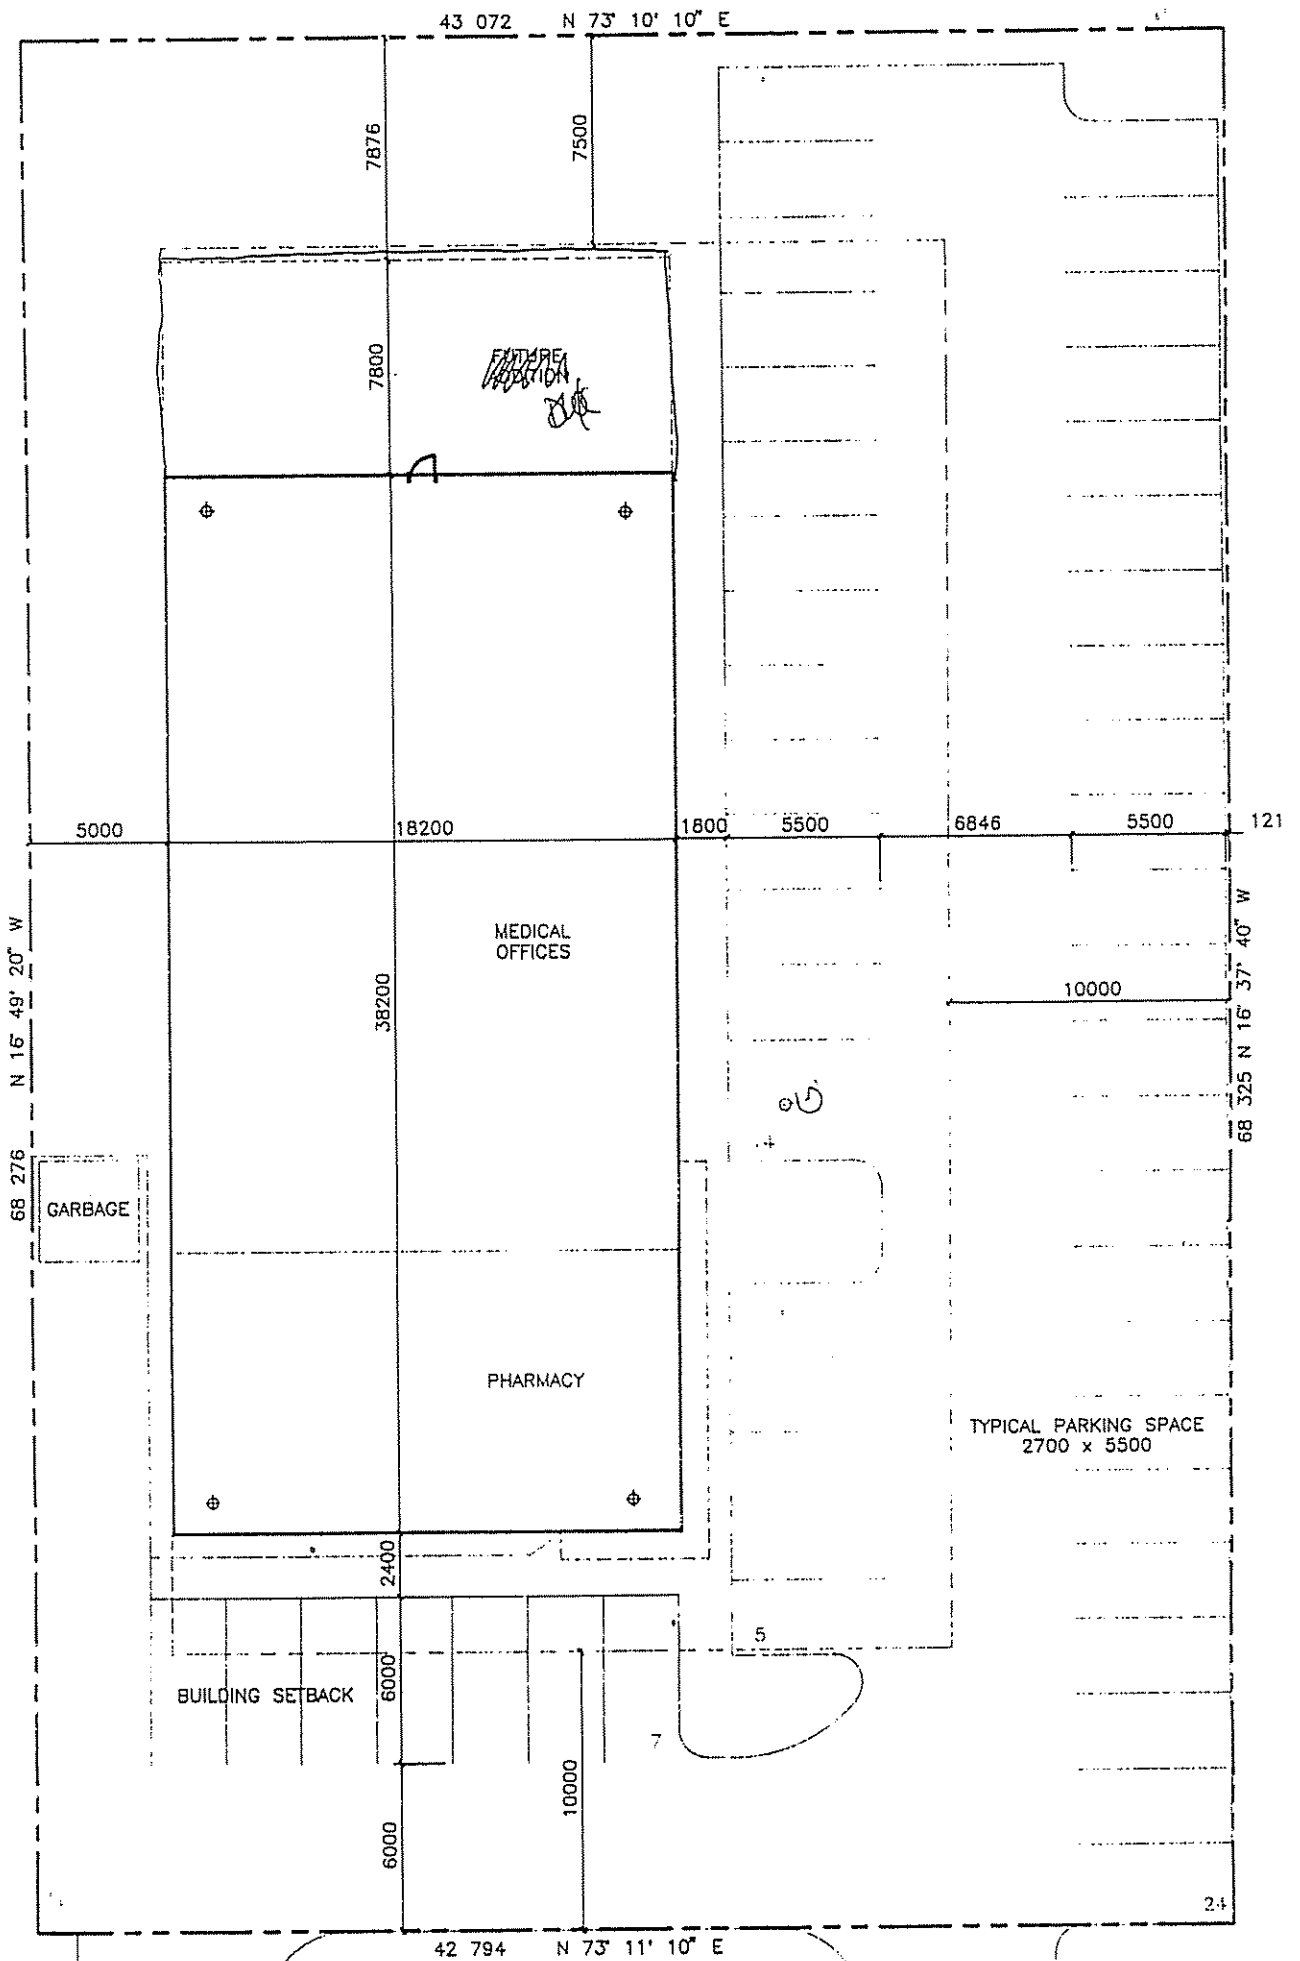 43 072 N 73° 10' 10" E
7876
7500
7800
FUTURE
ADDITION
5000
18200
1800
5500
6846
5500
121
N 16° 49' 20" W
68 276
MEDICAL
OFFICES
38200
10000
68 325 N 16° 37' 40" W
4
GARBAGE
PHARMACY
TYPICAL PARKING SPACE
2700 x 5500
2400
5
BUILDING SETBACK
6000
7
10000
6000
24
42 794 N 73° 11' 10" E